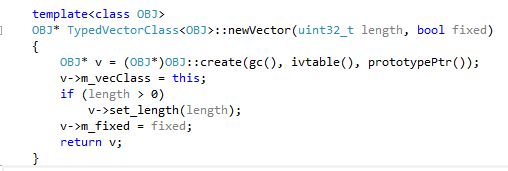 template<class OBJ>
OBJ* TypedVectorClass<OBJ>::newVector(uint32_t length, bool fixed)
{
OBJ* v = (OBJ*)OBJ::create(gc(), ivtable(), prototypePtr());
v->m_vecClass = this;
if (length > 0)
v->set_length(length);
v->m_fixed = fixed;
return v;
}